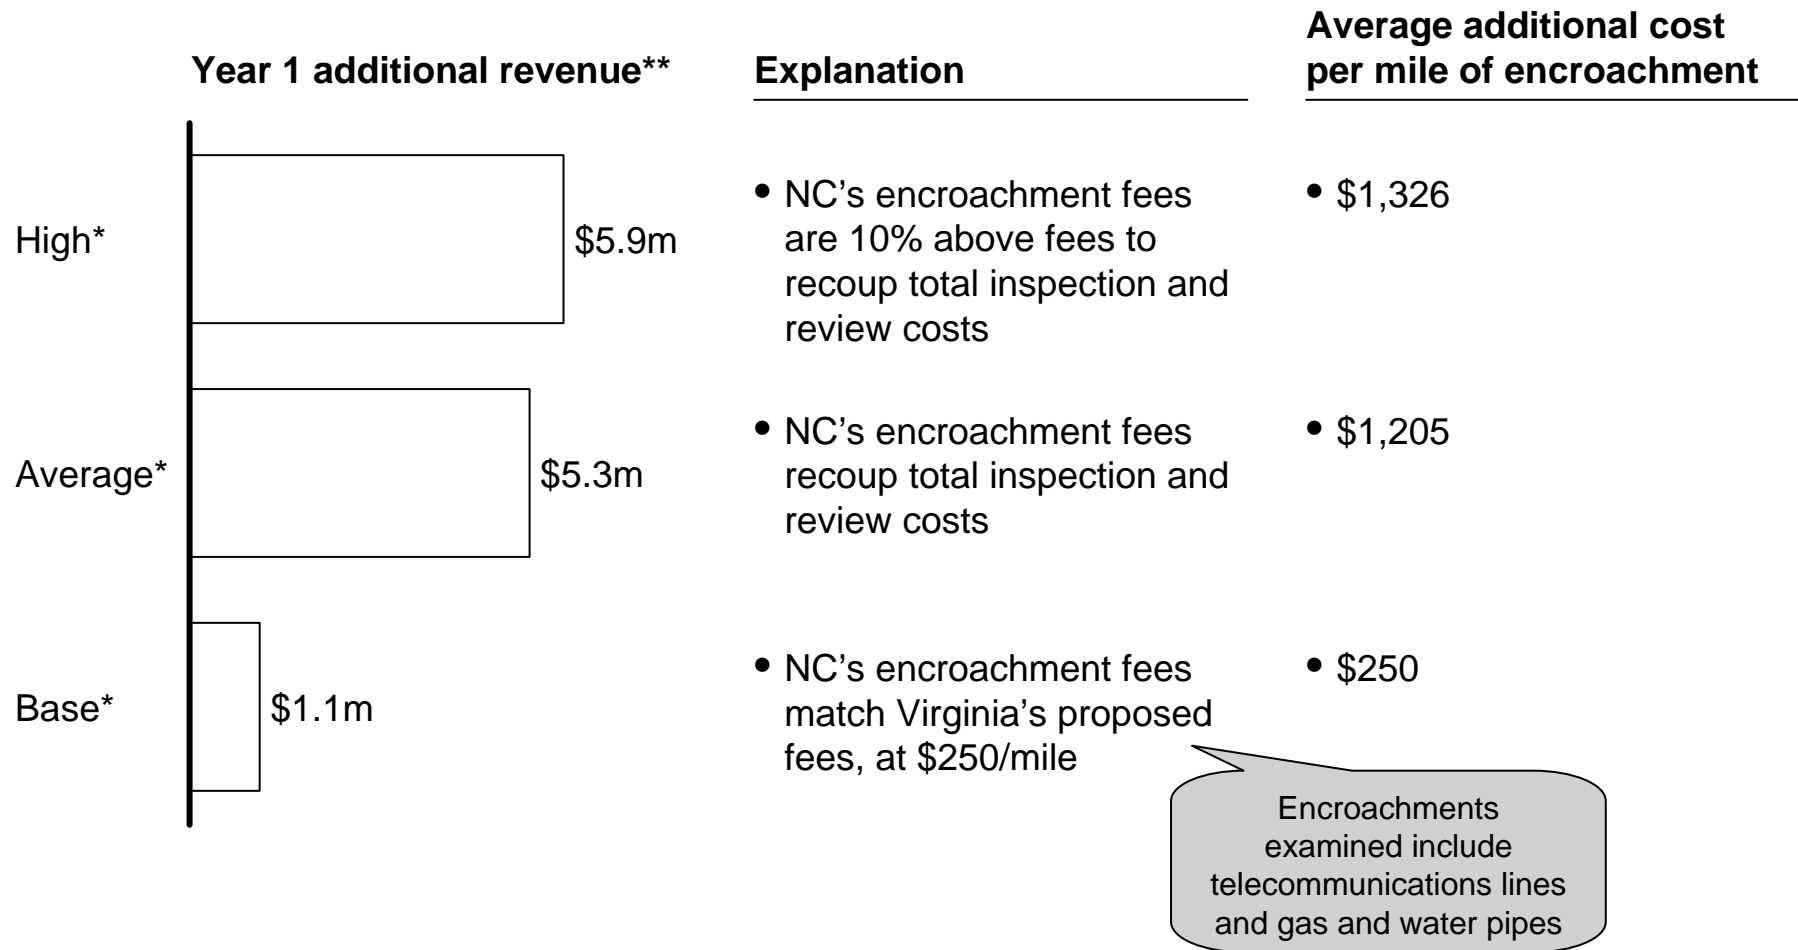 Year 1 additional revenue**
Explanation
Average additional cost
per mile of encroachment
High*
$5.9m
• NC’s encroachment fees
are 10% above fees to
recoup total inspection and
review costs
• $1,326
Average*
$5.3m
• NC’s encroachment fees
recoup total inspection and
review costs
• $1,205
Base*
$1.1m
• NC’s encroachment fees
match Virginia’s proposed
fees, at $250/mile
• $250
Encroachments
examined include
telecommunications lines
and gas and water pipes